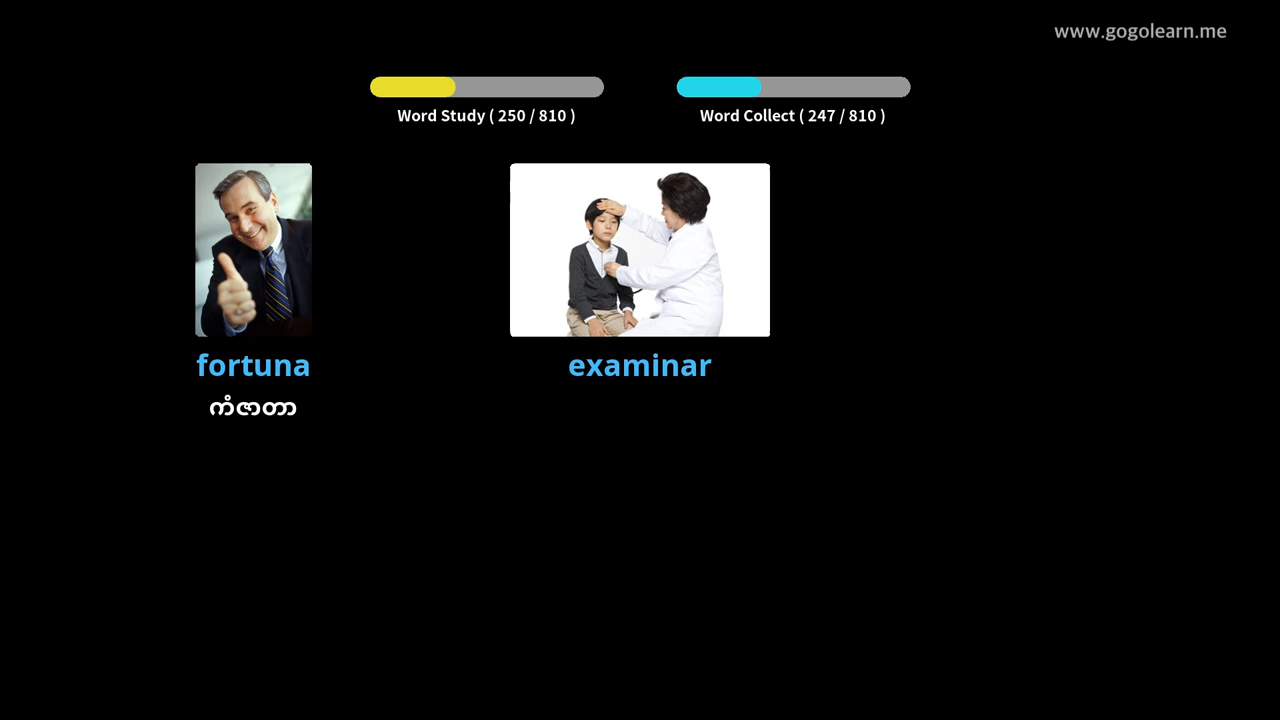 www.gogolearn.me
Word Study ( 250 / 810 )
Word Collect ( 247 / 810 )
fortuna
ကံဇာတာ
examinar